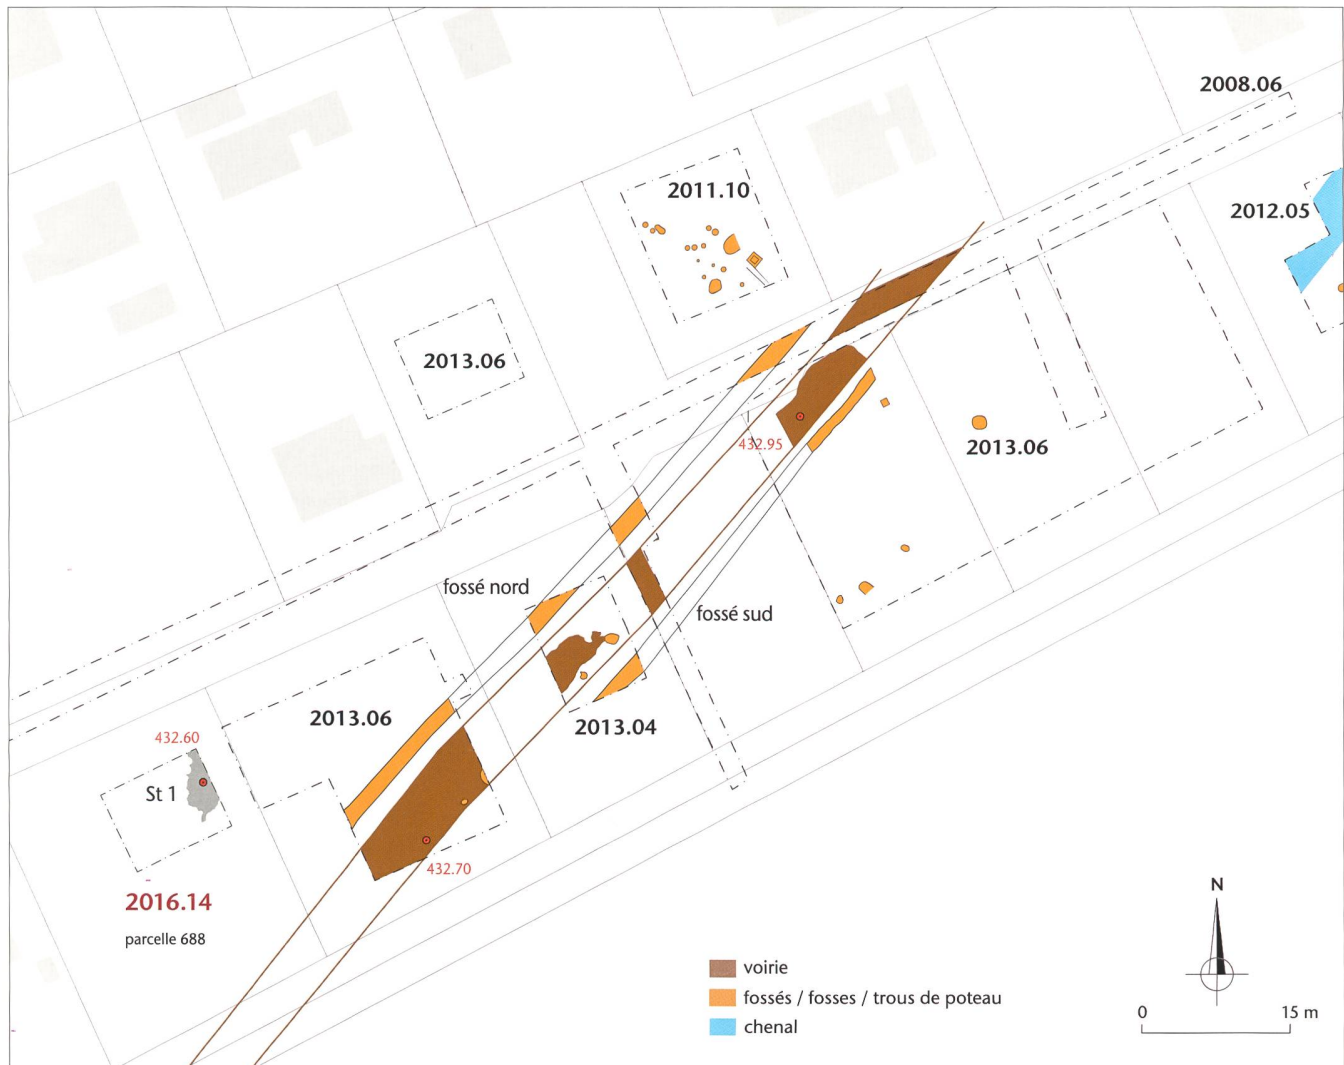 2008.06
2011.10
2012.05
2013.06
432.95
2013.06
fossé nord
fossé sud
2013.06
2013.04
432.60
St 1
432.70
2016.14
parcelle 688
N
voirie
fossés / fosses / trous de poteau
chenal
0 15 m